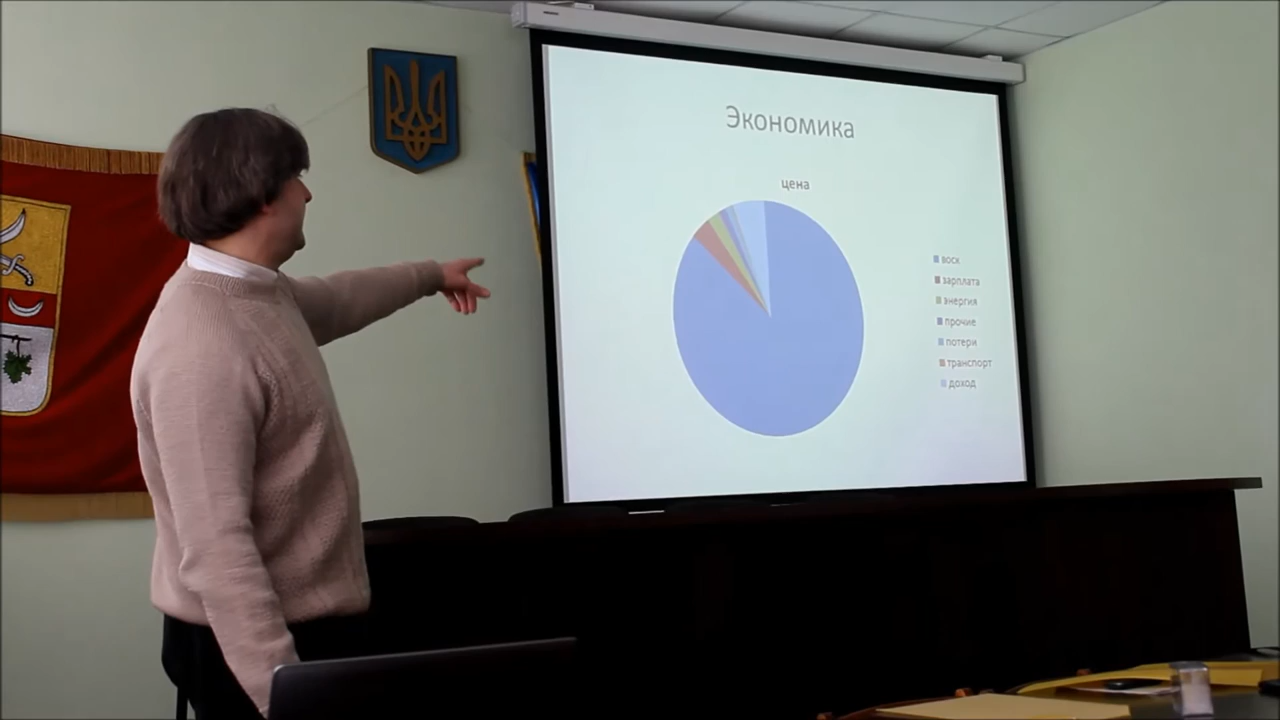 Экономика
цена
воск
зарплата
энергия
прочие
потери
транспорт
доход